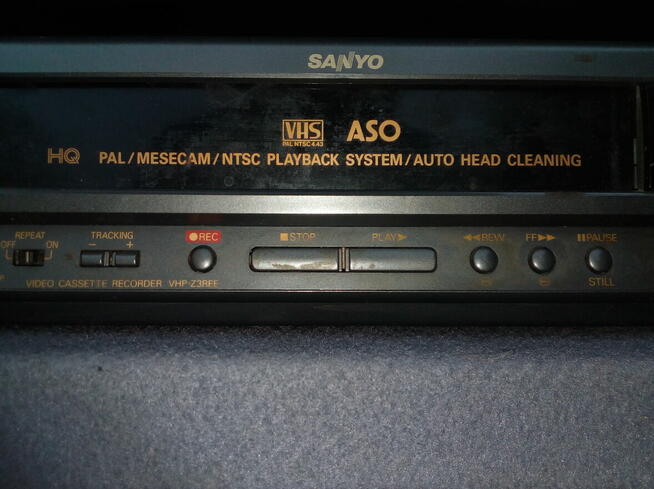 SANYO
VHS ASO
PAL NTSC 4.43
HQ PAL/MESECAM/NTSC PLAYBACK SYSTEM/AUTO HEAD CLEANING
REPEAT TRACKING ●REC ■STOP PLAY▶ ◀◀REW FF▶▶ ❚❚PAUSE
OFF ON − +
VIDEO CASSETTE RECORDER VHP-Z3REE STILL